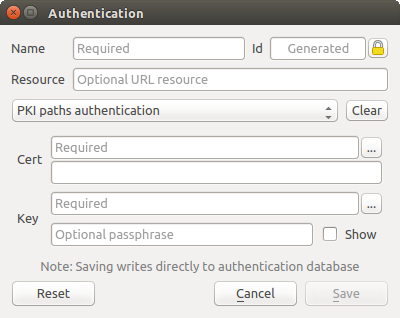 Authentication
Name Required Id Generated
Resource Optional URL resource
PKI paths authentication Clear
Cert Required ...
Key Required ...
Optional passphrase Show
Note: Saving writes directly to authentication database
Reset Cancel Save